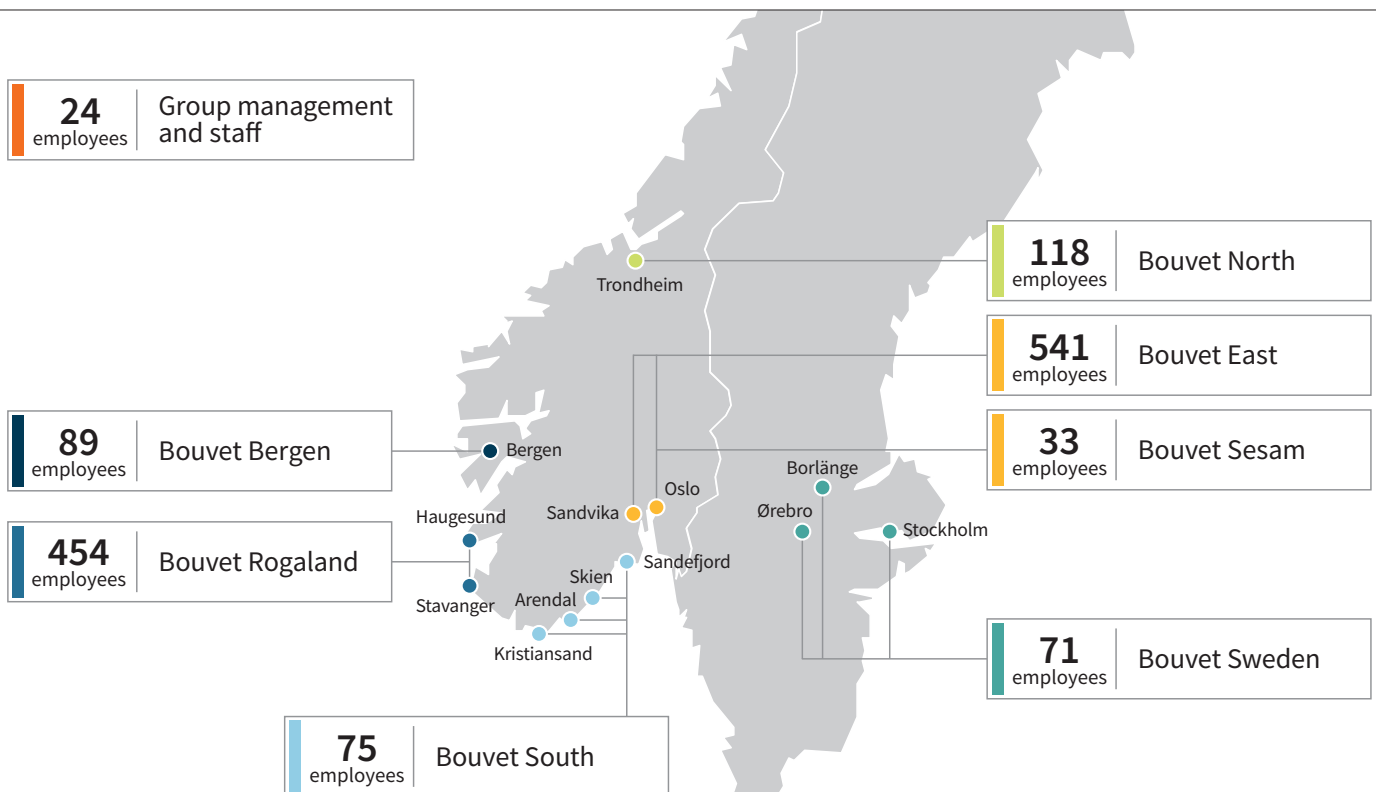 24
employees
Group management
and staff
Trondheim
118
employees
Bouvet North
541
employees
Bouvet East
89
employees
Bouvet Bergen
Bergen
33
employees
Bouvet Sesam
Borlänge
Oslo
Sandvika
Ørebro
Stockholm
Haugesund
454
employees
Bouvet Rogaland
Sandefjord
Skien
Arendal
Stavanger
Kristiansand
71
employees
Bouvet Sweden
75
employees
Bouvet South